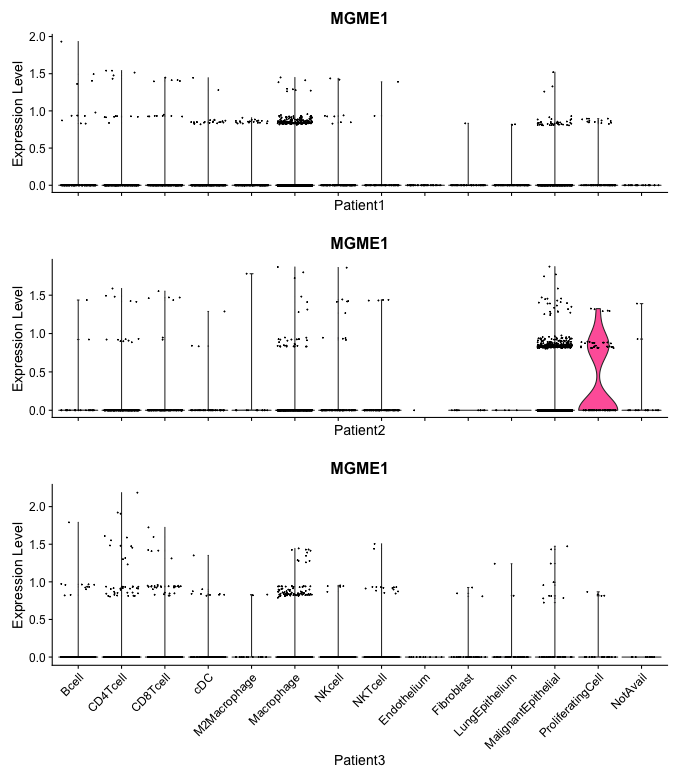 MGME1
2.0
1.5
1.0
0.5
0.0
Expression Level
Patient1
MGME1
1.5
1.0
0.5
0.0
Expression Level
Patient2
MGME1
2.0
1.5
1.0
0.5
0.0
Expression Level
Bcell
CD4Tcell
CD8Tcell
cDC
M2Macrophage
Macrophage
NKcell
NKTcell
Endothelium
Fibroblast
LungEpithelium
MalignantEpithelial
ProliferatingCell
NotAvail
Patient3